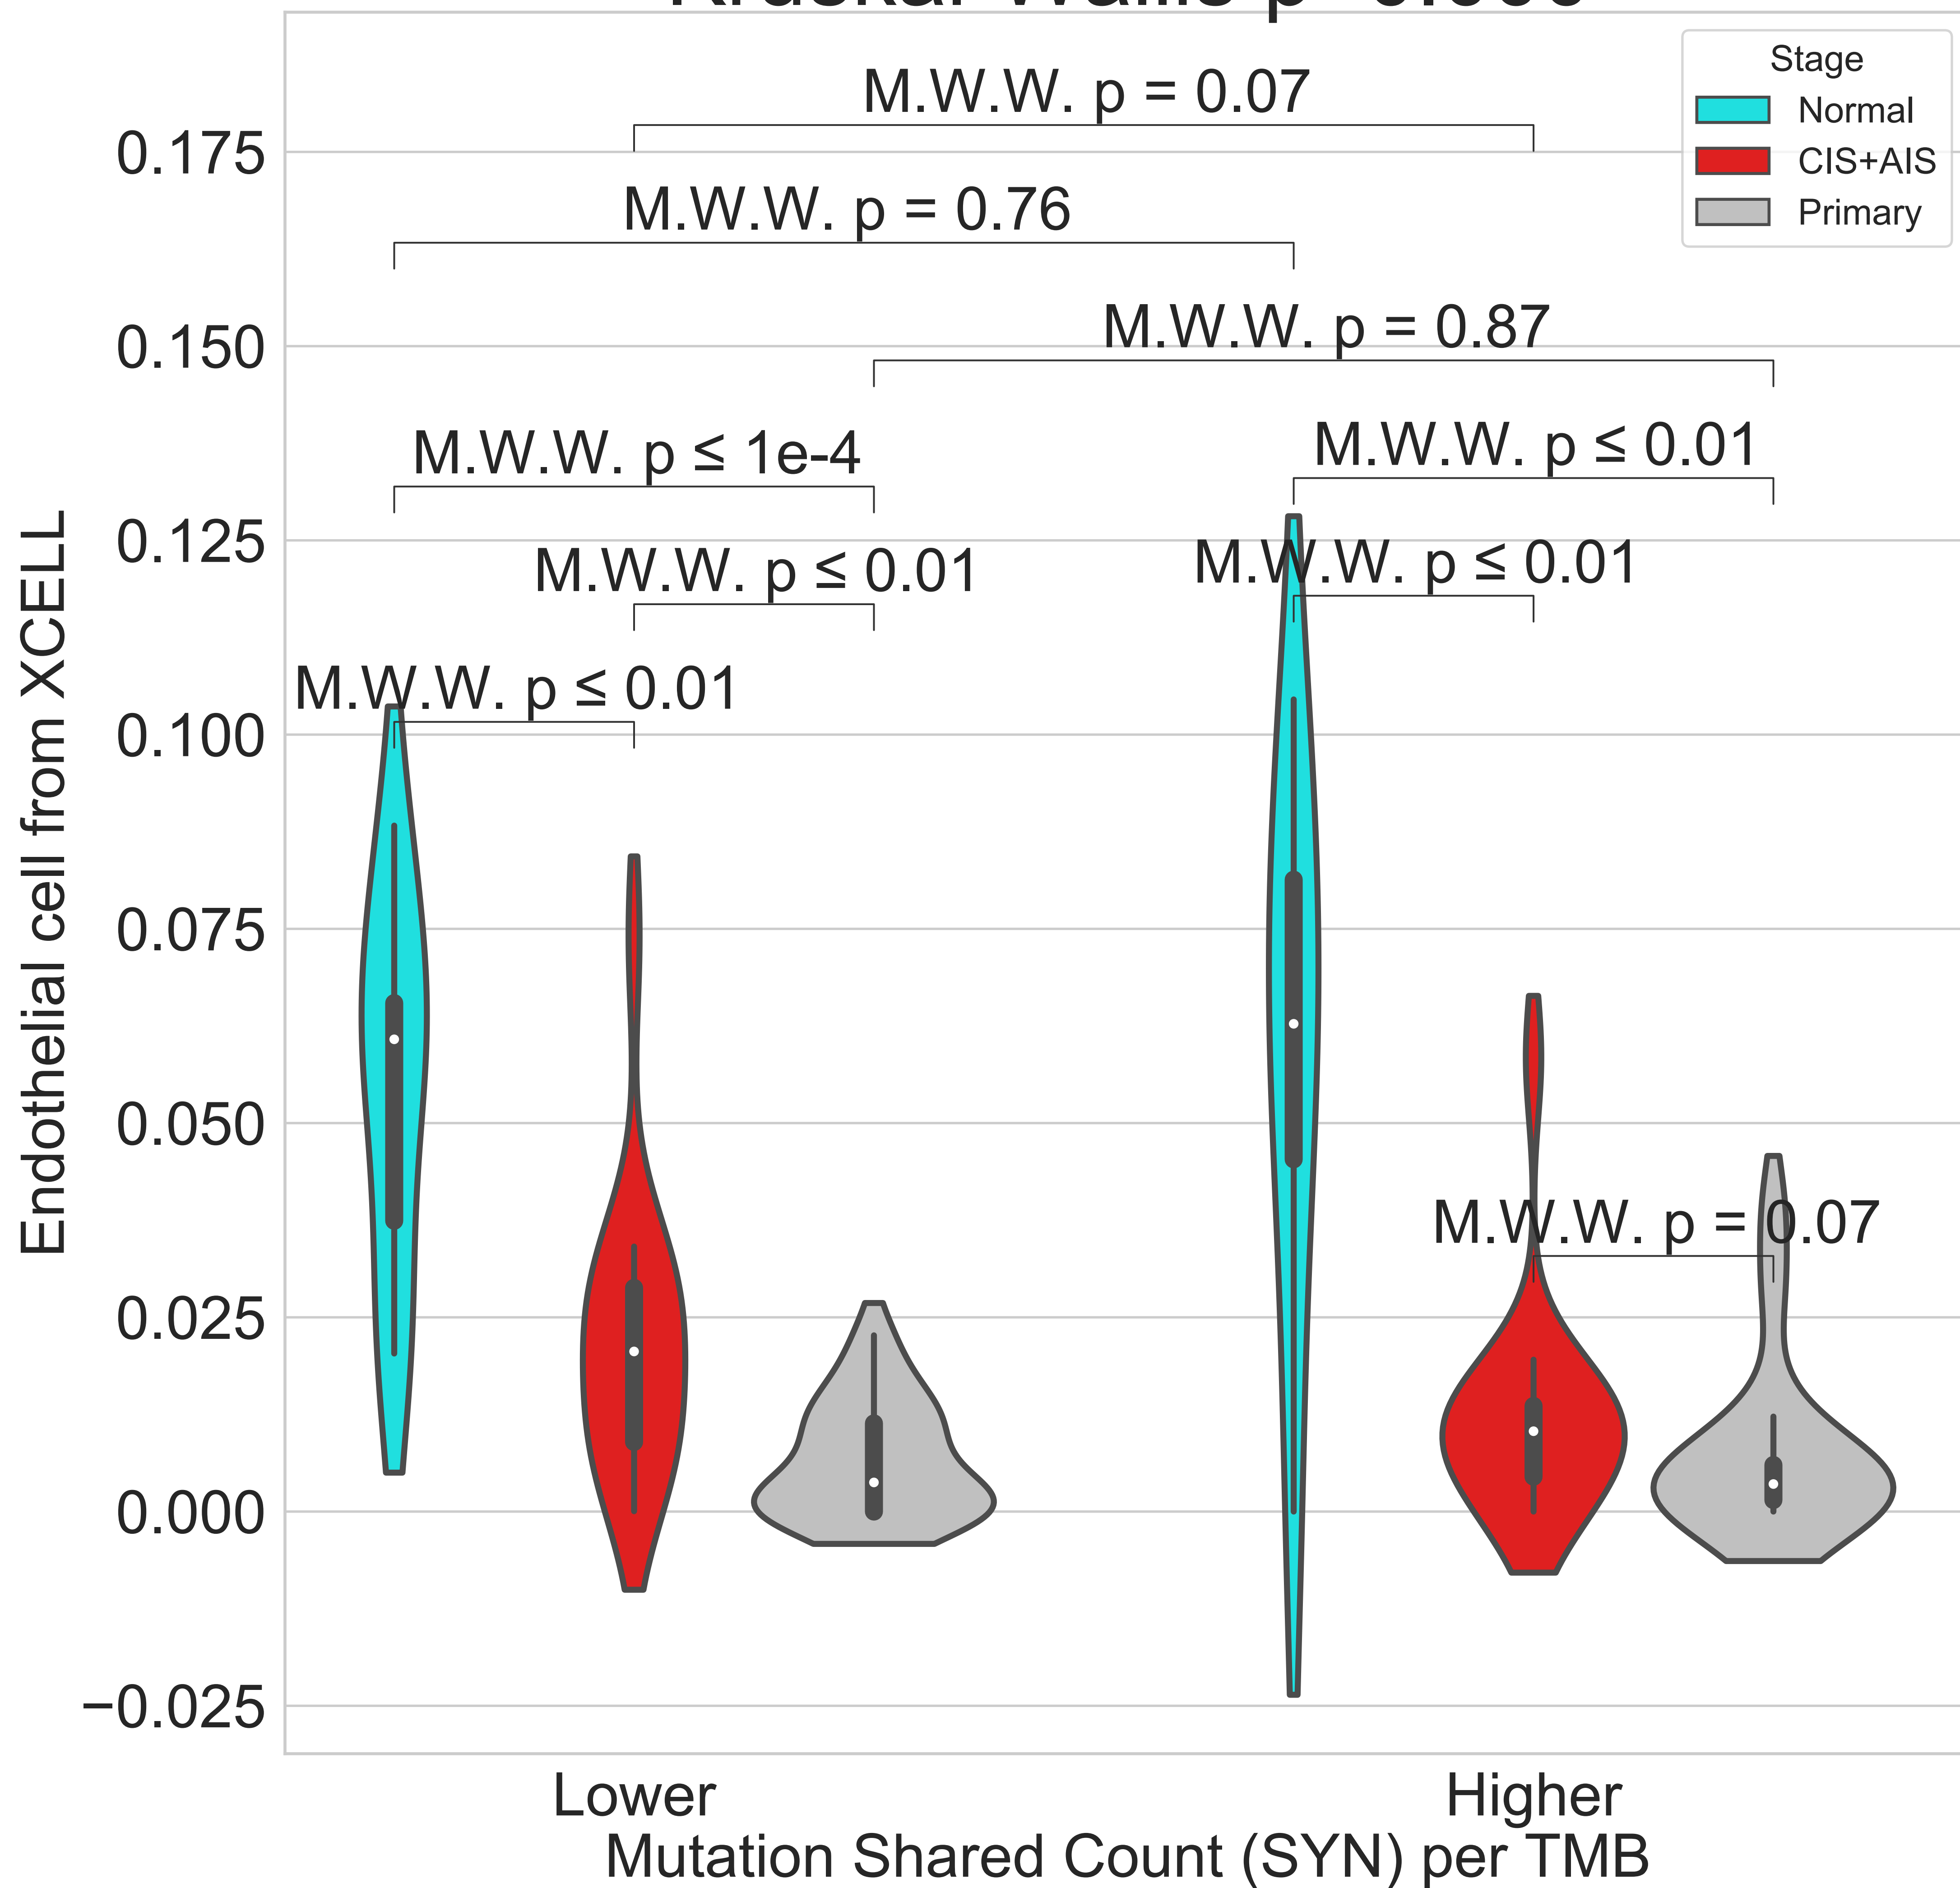 Stage
Normal
CIS+AIS
Primary
M.W.W. p = 0.07
0.175
M.W.W. p = 0.76
0.150
M.W.W. p = 0.87
M.W.W. p ≤ 1e-4
M.W.W. p ≤ 0.01
0.125
M.W.W. p ≤ 0.01
M.W.W. p ≤ 0.01
M.W.W. p ≤ 0.01
0.100
0.075
0.050
M.W.W. p = 0.07
0.025
0.000
−0.025
Endothelial cell from XCELL
Lower
Higher
Mutation Shared Count (SYN) per TMB